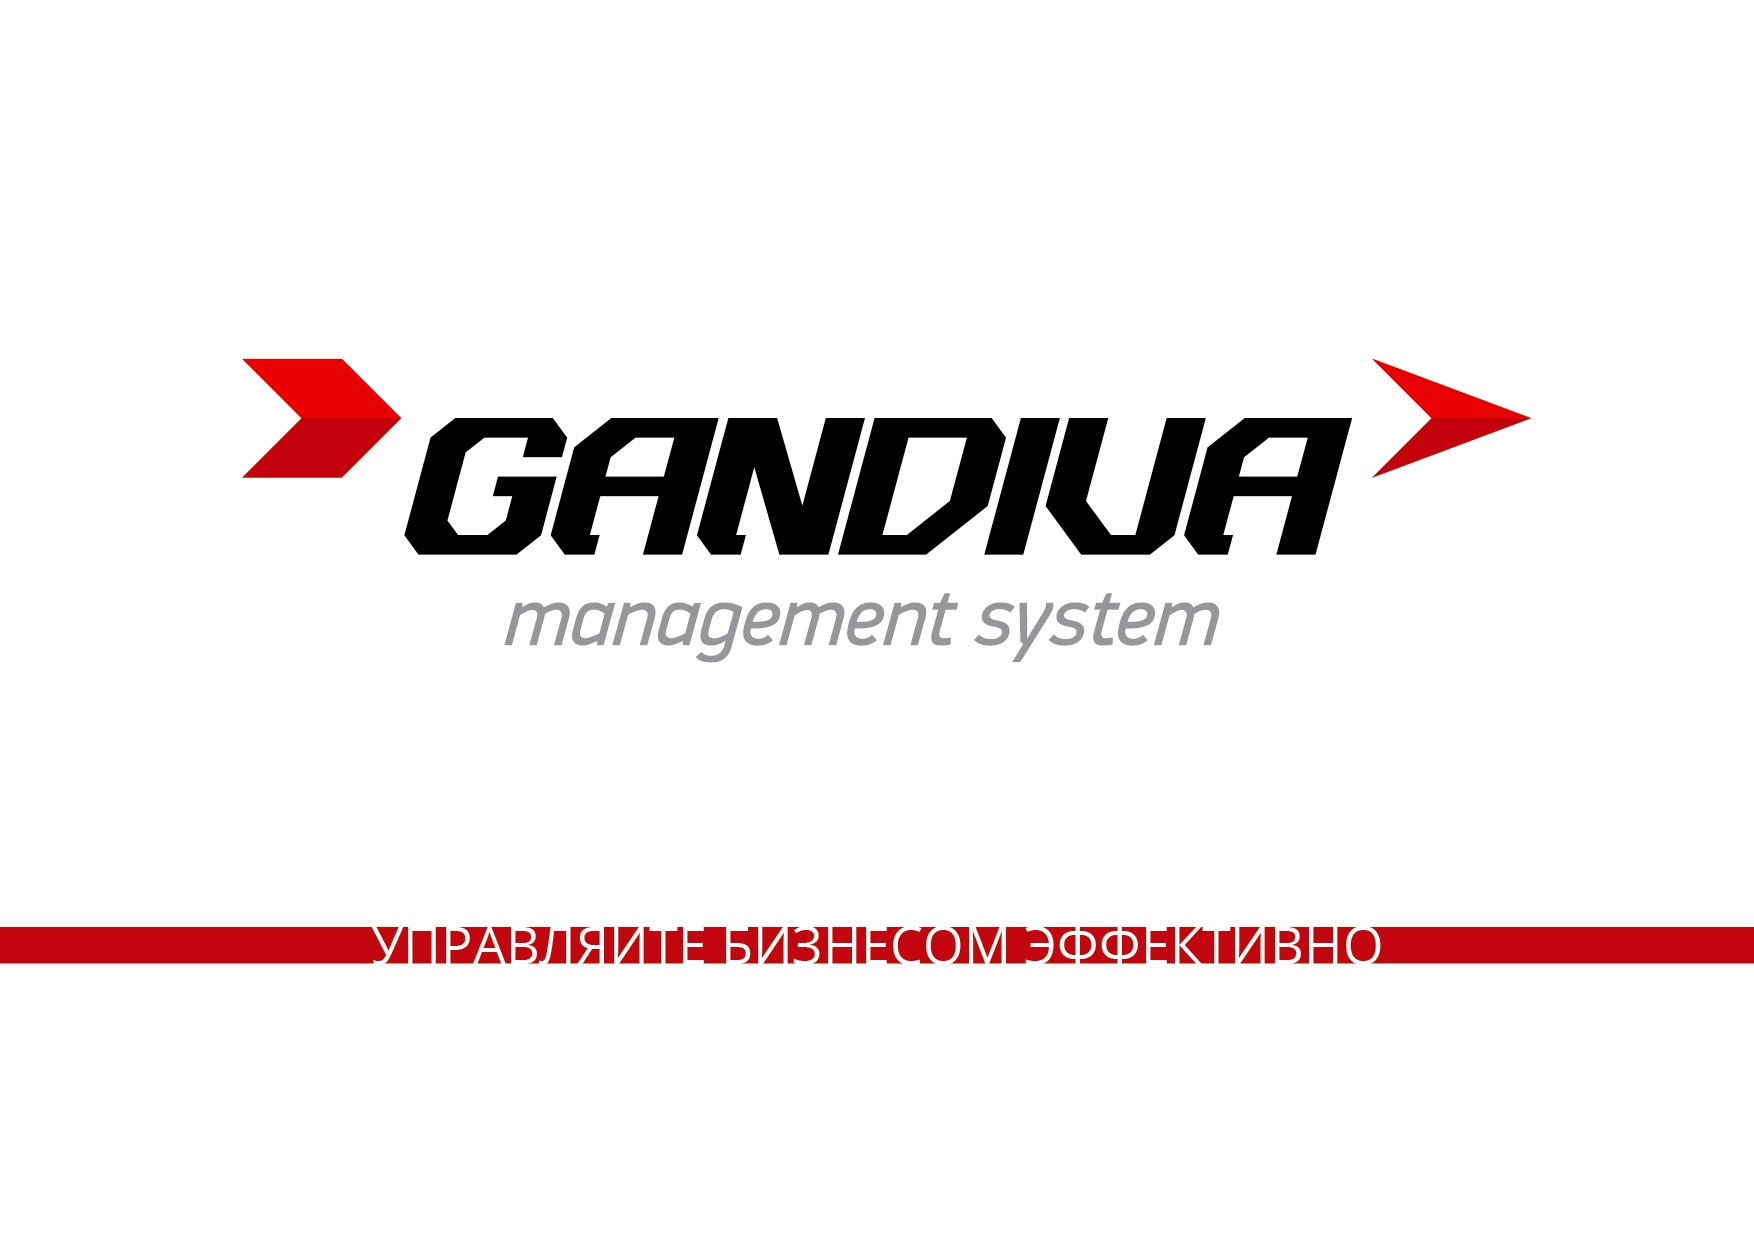 GANDIVA
management system
УПРАВЛЯЙТЕ БИЗНЕСОМ ЭФФЕКТИВНО